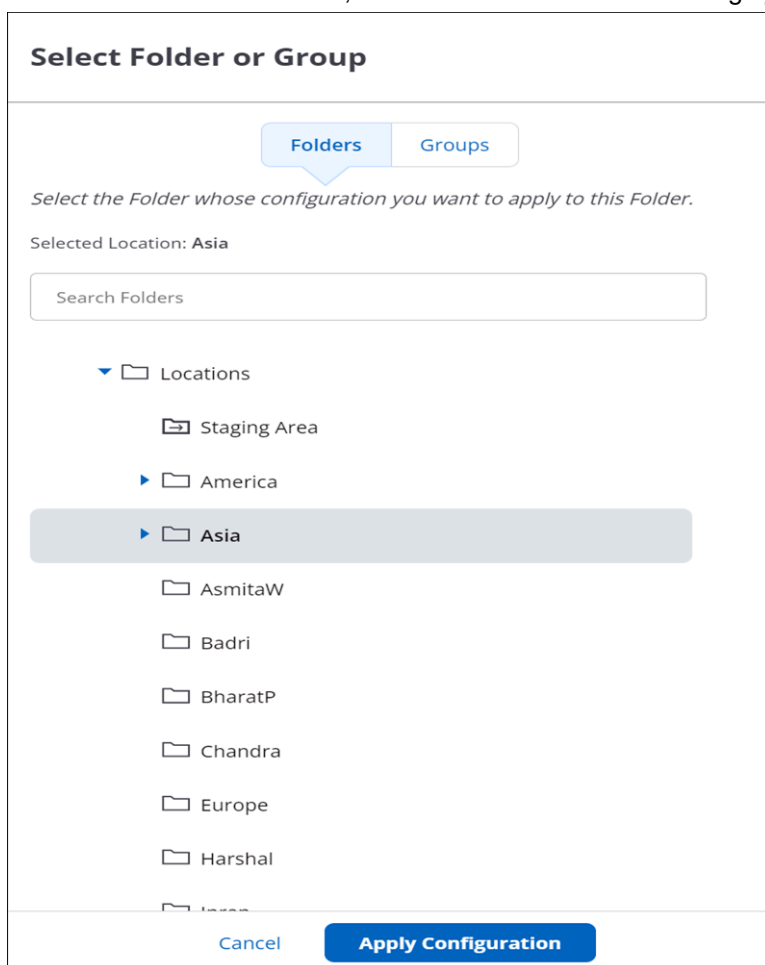 Select Folder or Group
Folders Groups
Select the Folder whose configuration you want to apply to this Folder.
Selected Location: Asia
Search Folders
Locations
Staging Area
America
Asia
AsmitaW
Badri
BharatP
Chandra
Europe
Harshal
Cancel Apply Configuration